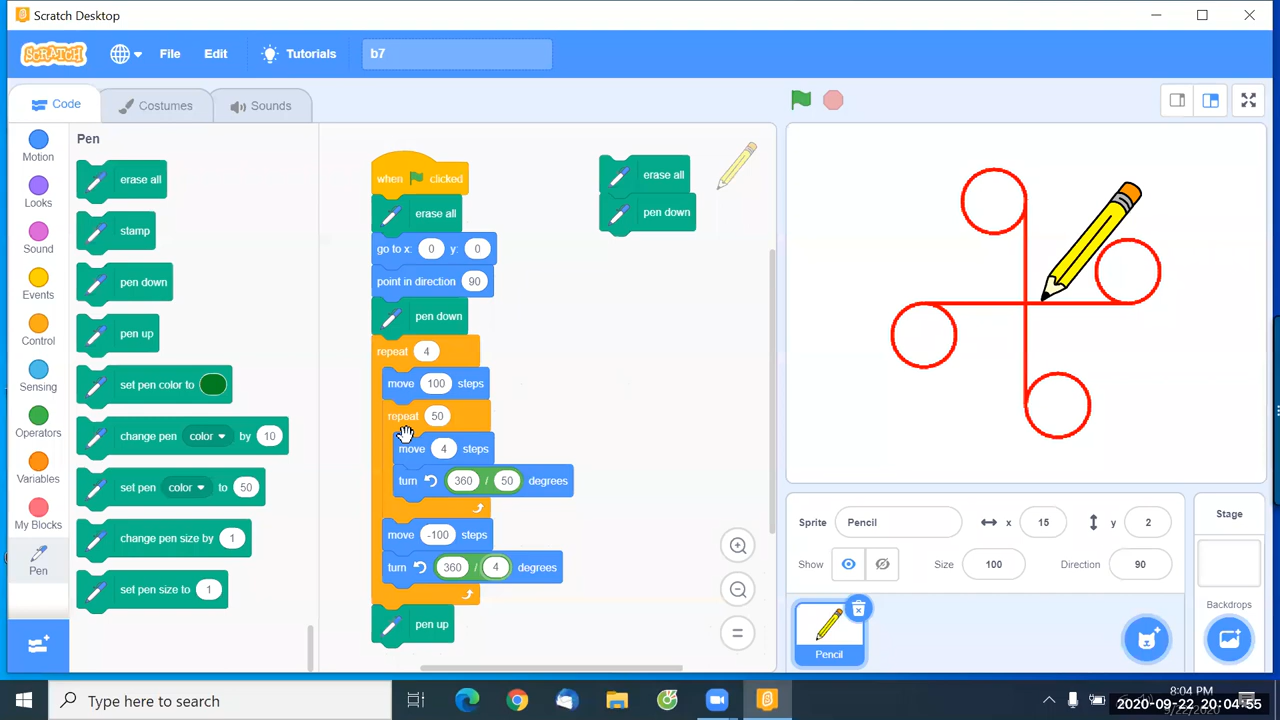 Scratch Desktop
SCRATCH
File
Edit
Tutorials
b7
Code
Costumes
Sounds
Motion
Looks
Sound
Events
Control
Sensing
Operators
Variables
My Blocks
Pen
Pen
erase all
stamp
pen down
pen up
set pen color to
change pen color by 10
set pen color to 50
change pen size by 1
set pen size to 1
when clicked
erase all
go to x: 0 y: 0
point in direction 90
pen down
repeat 4
move 100 steps
repeat 50
move 4 steps
turn 360 / 50 degrees
move -100 steps
turn 360 / 4 degrees
pen up
erase all
pen down
Sprite Pencil x 15 y 2
Show Size 100 Direction 90
Pencil
Stage
Backdrops
Type here to search
8:04 PM
2020-09-22 20:04:55